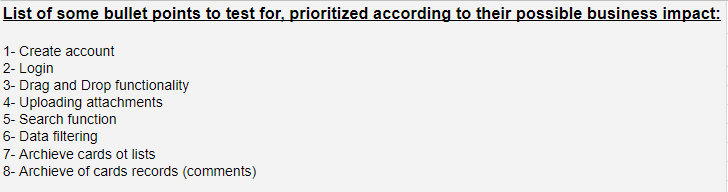 List of some bullet points to test for, prioritized according to their possible business impact:
1- Create account
2- Login
3- Drag and Drop functionality
4- Uploading attachments
5- Search function
6- Data filtering
7- Archieve cards ot lists
8- Archieve of cards records (comments)